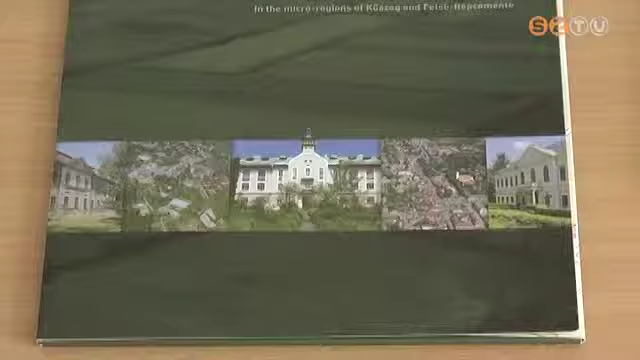 In the micro-regions of Kőszeg and Felső-Répcemente
SzTV